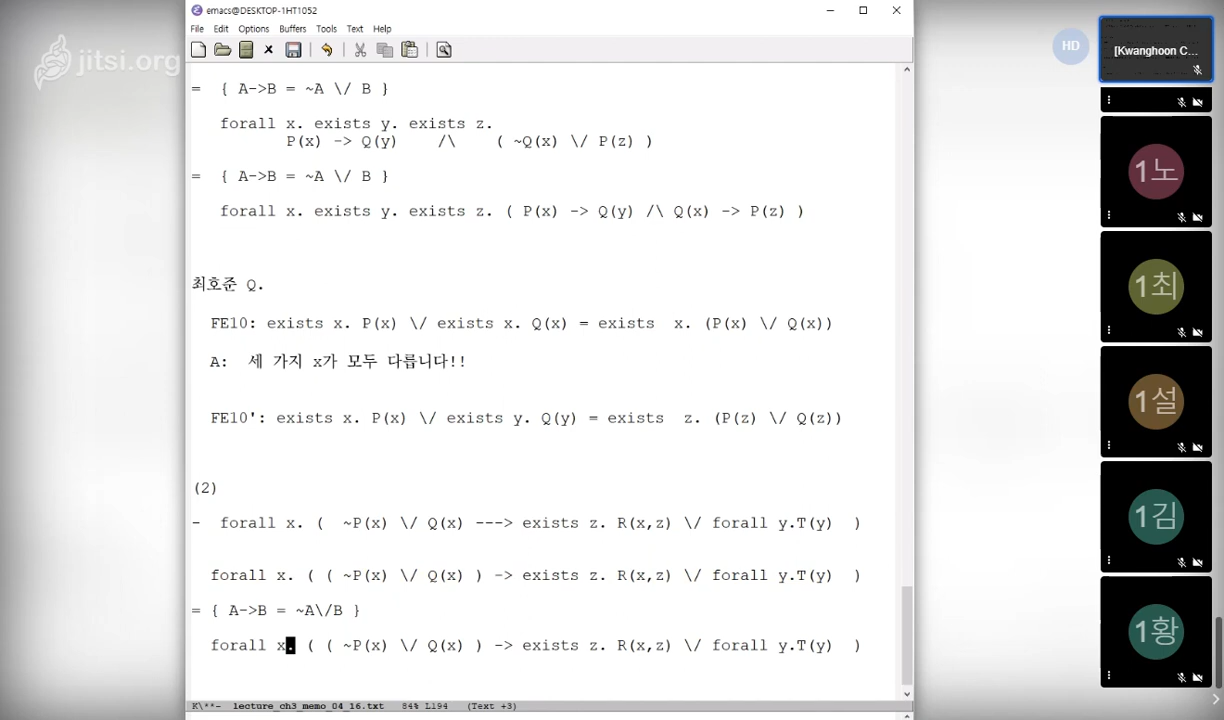 emacs@DESKTOP-1HT1052
File Edit Options Buffers Tools Text Help
jitsi.org
HD
[Kwanghoon C...
= { A->B = ~A \/ B }
forall x. exists y. exists z.
P(x) -> Q(y) /\ ( ~Q(x) \/ P(z) )
= { A->B = ~A \/ B }
forall x. exists y. exists z. ( P(x) -> Q(y) /\ Q(x) -> P(z) )
최호준 Q.
FE10: exists x. P(x) \/ exists x. Q(x) = exists x. (P(x) \/ Q(x))
A: 세 가지 x가 모두 다릅니다!!
FE10': exists x. P(x) \/ exists y. Q(y) = exists z. (P(z) \/ Q(z))
(2)
- forall x. ( ~P(x) \/ Q(x) ---> exists z. R(x,z) \/ forall y.T(y) )
forall x. ( ( ~P(x) \/ Q(x) ) -> exists z. R(x,z) \/ forall y.T(y) )
= { A->B = ~A\/B }
forall x. ( ( ~P(x) \/ Q(x) ) -> exists z. R(x,z) \/ forall y.T(y) )
K\**- lecture_ch3_memo_04_16.txt 84% L194 (Text +3)
1노
1최
1설
1김
1황